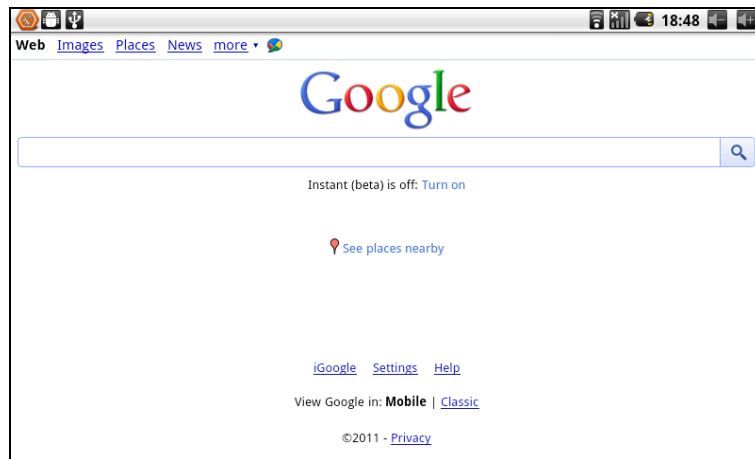 18:48
Web Images Places News more
Google
Instant (beta) is off: Turn on
See places nearby
iGoogle Settings Help
View Google in: Mobile | Classic
©2011 - Privacy